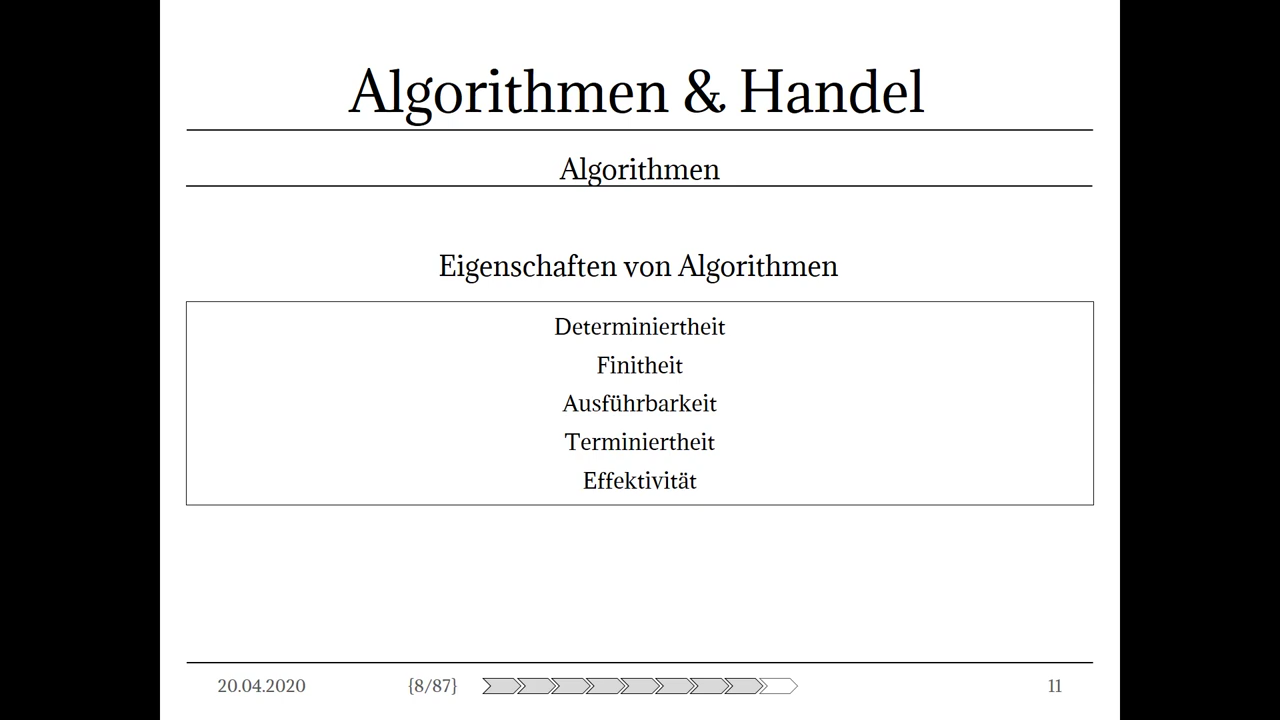 Algorithmen & Handel
Algorithmen
Eigenschaften von Algorithmen
Determiniertheit
Finitheit
Ausführbarkeit
Terminiertheit
Effektivität
20.04.2020 {8/87} 11